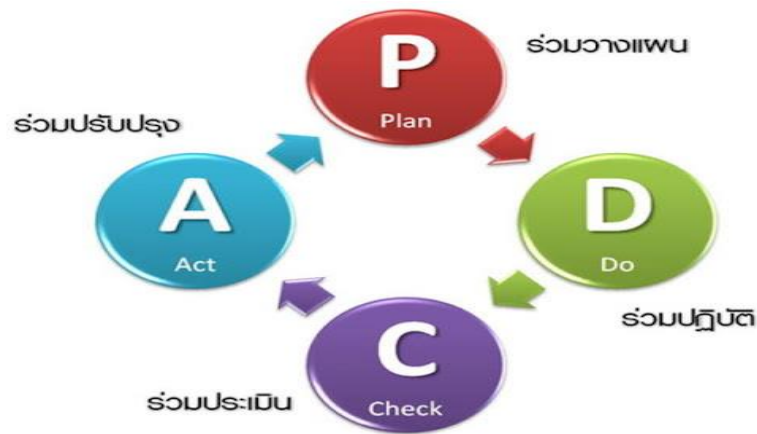 P
Plan
ร่วมวางแผน
D
Do
ร่วมปฏิบัติ
C
Check
ร่วมประเมิน
A
Act
ร่วมปรับปรุง